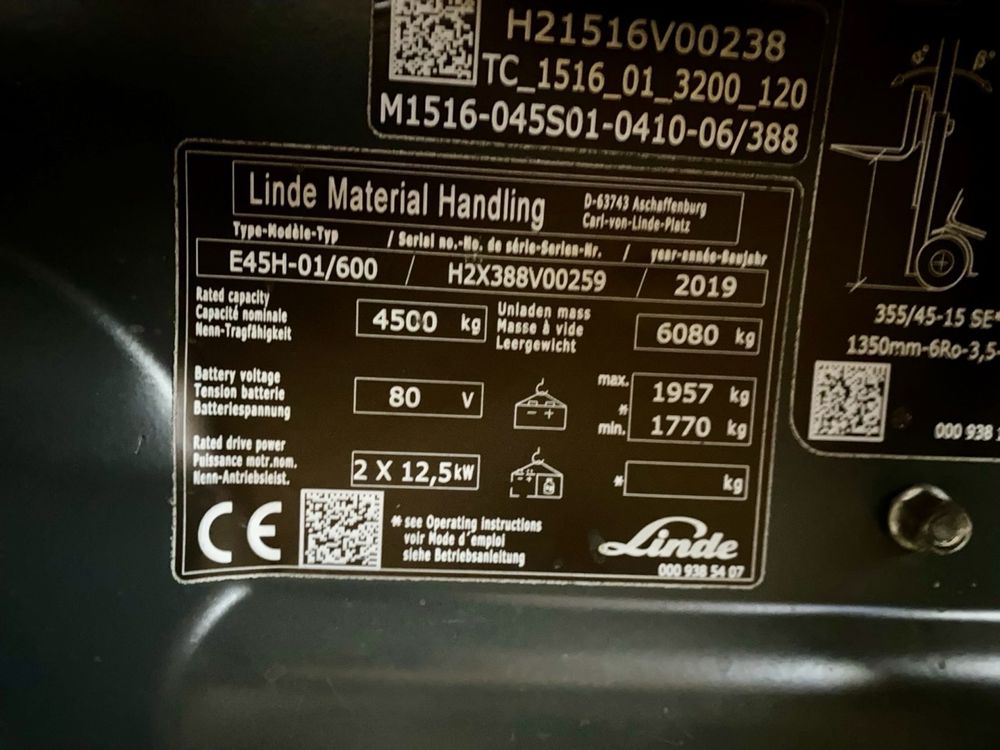 H21516V00238
TC_1516_01_3200_120
M1516-045S01-0410-06/388
α° β°
355/45-15 SE
1350mm-6Ro-3,5-
000 938
Linde Material Handling
D-63743 Aschaffenburg
Carl-von-Linde-Platz
Type-Modèle-Typ / Serial no.-No. de série-Serien-Nr. / year-année-Baujahr
E45H-01/600 / H2X388V00259 / 2019
Rated capacity
Capacité nominale
Nenn-Tragfähigkeit
4500 kg
Unladen mass
Masse à vide
Leergewicht
6080 kg
Battery voltage
Tension batterie
Batteriespannung
80 V
max. 1957 kg
*
min. 1770 kg
Rated drive power
Puissance motr.nom.
Nenn-Antriebsleist.
2 X 12,5 kW
* kg
CE
* see Operating instructions
voir Mode d'emploi
siehe Betriebsanleitung
Linde
000 938 54 07